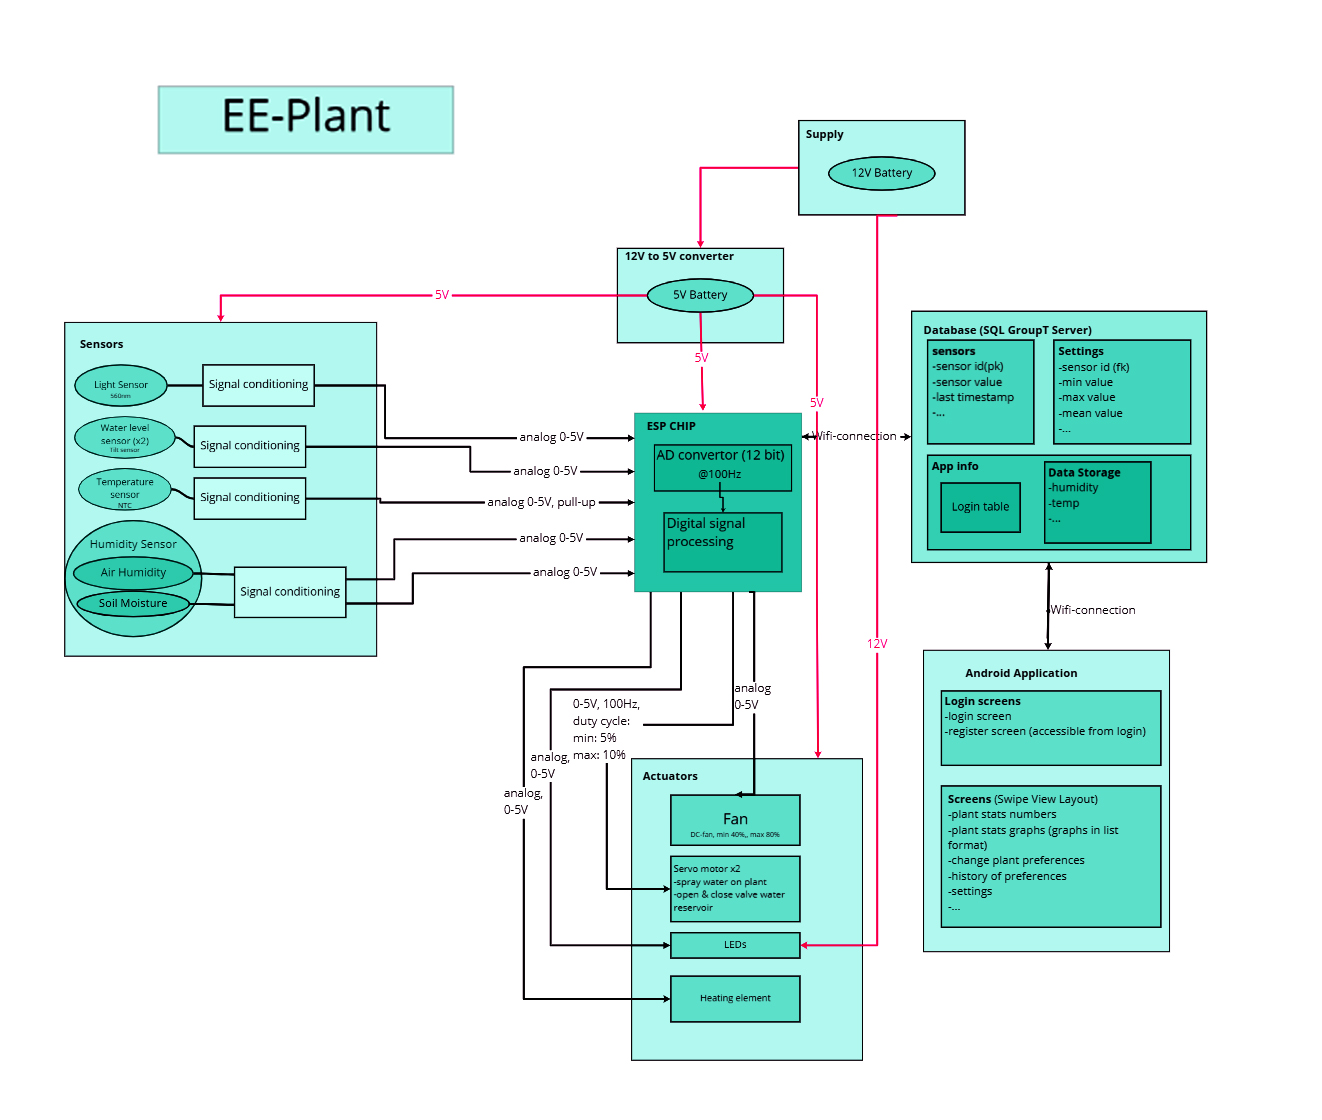 EE-Plant
Supply
12V Battery
12V to 5V converter
5V Battery
5V
5V
5V
12V
Sensors
Light Sensor
560nm
Signal conditioning
Water level
sensor (x2)
Tilt sensor
Signal conditioning
Temperature
sensor
NTC
Signal conditioning
Humidity Sensor
Air Humidity
Soil Moisture
Signal conditioning
analog 0-5V
analog 0-5V
analog 0-5V, pull-up
analog 0-5V
analog 0-5V
ESP CHIP
AD convertor (12 bit)
@100Hz
Digital signal
processing
Wifi-connection
Database (SQL GroupT Server)
sensors
-sensor id(pk)
-sensor value
-last timestamp
-...
Settings
-sensor id (fk)
-min value
-max value
-mean value
-...
App info
Login table
Data Storage
-humidity
-temp
-...
Wifi-connection
Android Application
Login screens
-login screen
-register screen (accessible from login)
Screens (Swipe View Layout)
-plant stats numbers
-plant stats graphs (graphs in list
format)
-change plant preferences
-history of preferences
-settings
-...
analog
0-5V
0-5V, 100Hz,
duty cycle:
min: 5%
max: 10%
analog,
0-5V
analog,
0-5V
Actuators
Fan
DC-fan, min 40%,, max 80%
Servo motor x2
-spray water on plant
-open & close valve water
reservoir
LEDs
Heating element